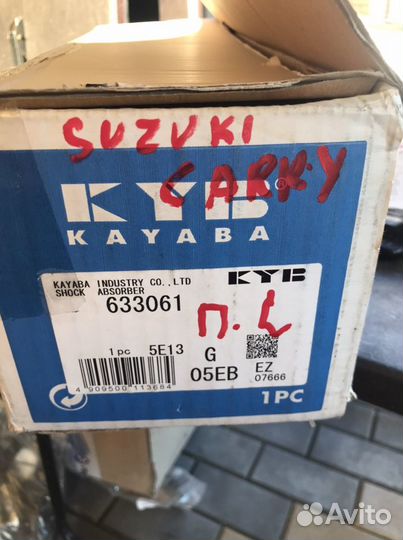 SUZUKI
CARRY
KYB®
KAYABA
KAYABA INDUSTRY CO.,LTD
SHOCK ABSORBER
KYB
633061
П.L
1pc 5E13 G
05EB EZ
07666
4 909500 113684
1PC
Avito